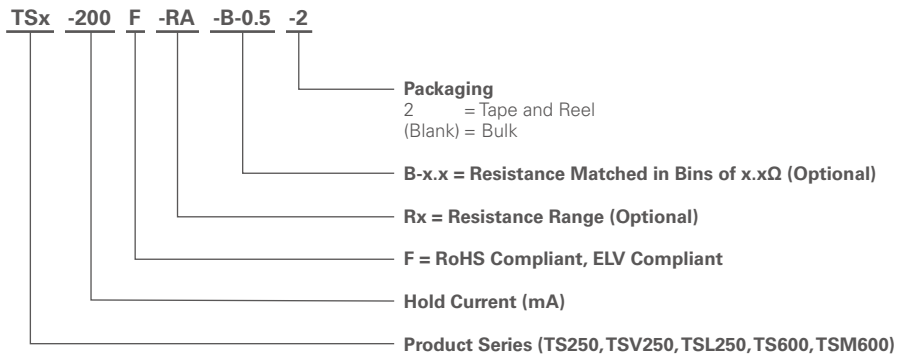 TSx -200 F -RA -B-0.5 -2
Packaging
2 = Tape and Reel
(Blank) = Bulk
B-x.x = Resistance Matched in Bins of x.xΩ (Optional)
Rx = Resistance Range (Optional)
F = RoHS Compliant, ELV Compliant
Hold Current (mA)
Product Series (TS250, TSV250, TSL250, TS600, TSM600)